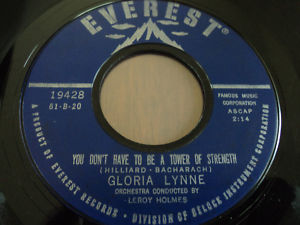 EVEREST®
19428
61-B-20
FAMOUS MUSIC
CORPORATION
ASCAP
2:14
YOU DON'T HAVE TO BE A TOWER OF STRENGTH
(HILLIARD - BACHARACH)
GLORIA LYNNE
ORCHESTRA CONDUCTED BY
LEROY HOLMES
A PRODUCT OF EVEREST RECORDS • DIVISION OF BELOCK INSTRUMENT CORPORATION